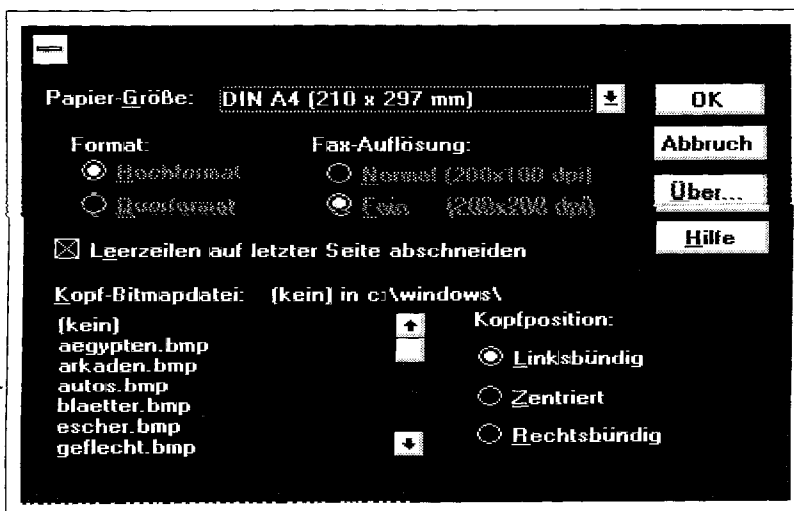 Papier-Größe: DIN A4 (210 x 297 mm)
OK
Format:
Fax-Auflösung:
Abbruch
Hochformat
Normal (200x100 dpi)
Querformat
Fein (200x200 dpi)
Über...
Hilfe
Leerzeilen auf letzter Seite abschneiden
Kopf-Bitmapdatei: (kein) in c:\windows\
(kein)
aegypten.bmp
arkaden.bmp
autos.bmp
blaetter.bmp
escher.bmp
geflecht.bmp
Kopfposition:
Linksbündig
Zentriert
Rechtsbündig